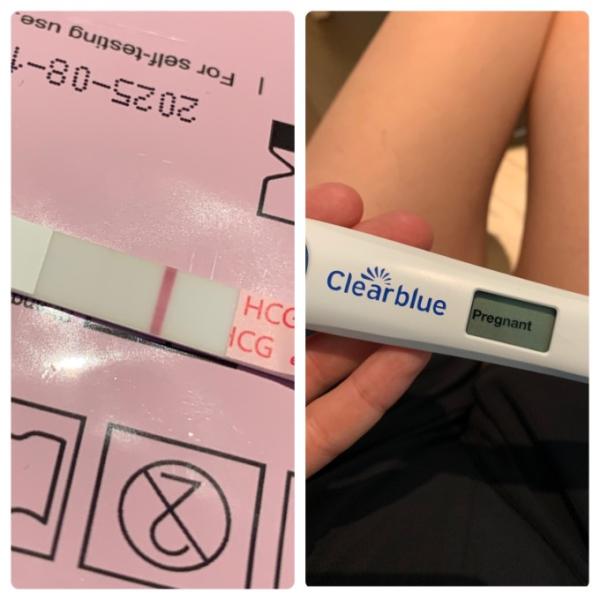 For self-testing use.
2025-08-1
HCG
HCG
Clearblue
Pregnant